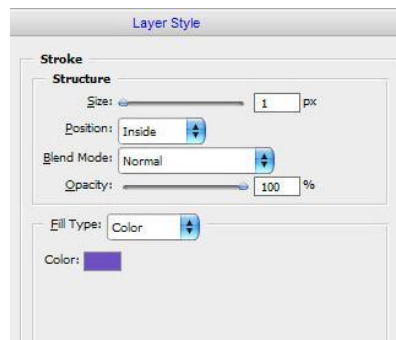 Layer Style
Stroke
Structure
Size: 1 px
Position: Inside
Blend Mode: Normal
Opacity: 100 %
Fill Type: Color
Color: